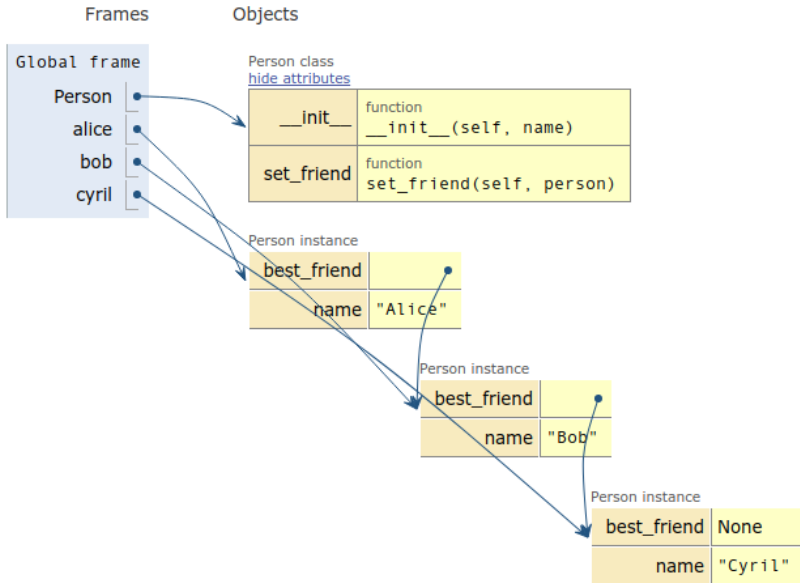 Frames Objects
Global frame
Person
alice
bob
cyril
Person class
hide attributes
__init__ function
__init__(self, name)
set_friend function
set_friend(self, person)
Person instance
best_friend
name "Alice"
Person instance
best_friend
name "Bob"
Person instance
best_friend None
name "Cyril"